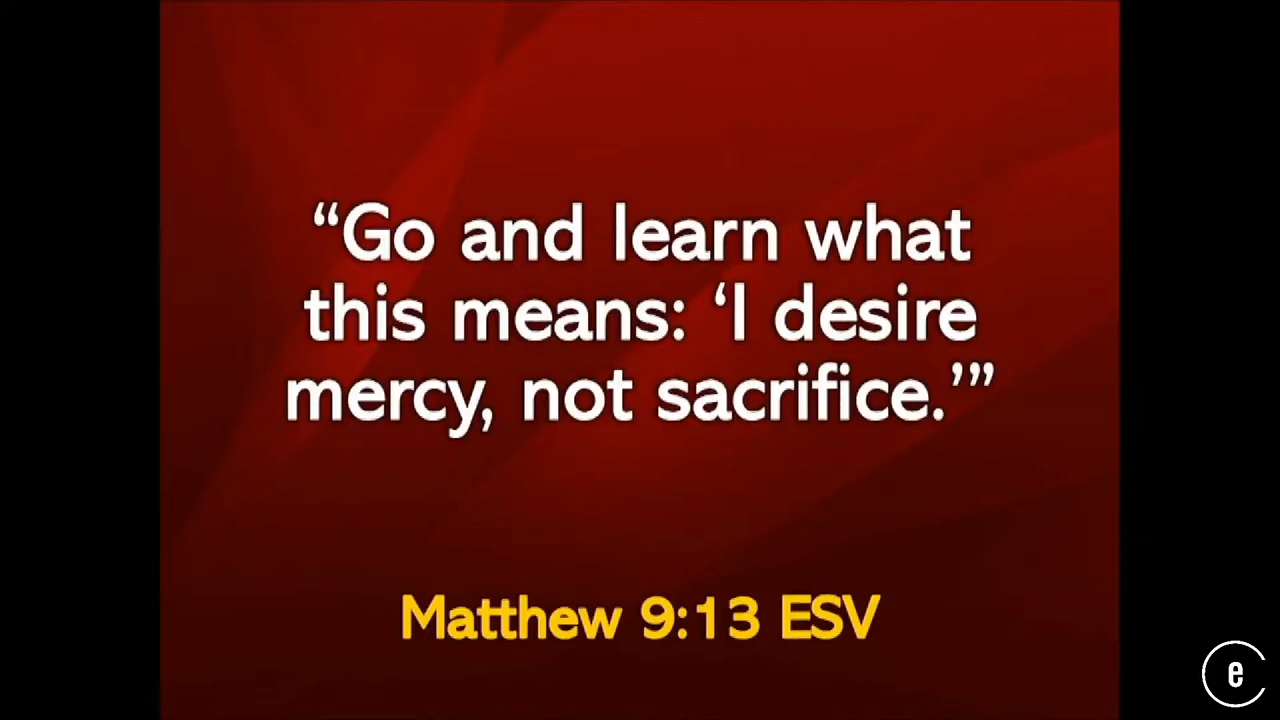 “Go and learn what
this means: ‘I desire
mercy, not sacrifice.’”
Matthew 9:13 ESV
e